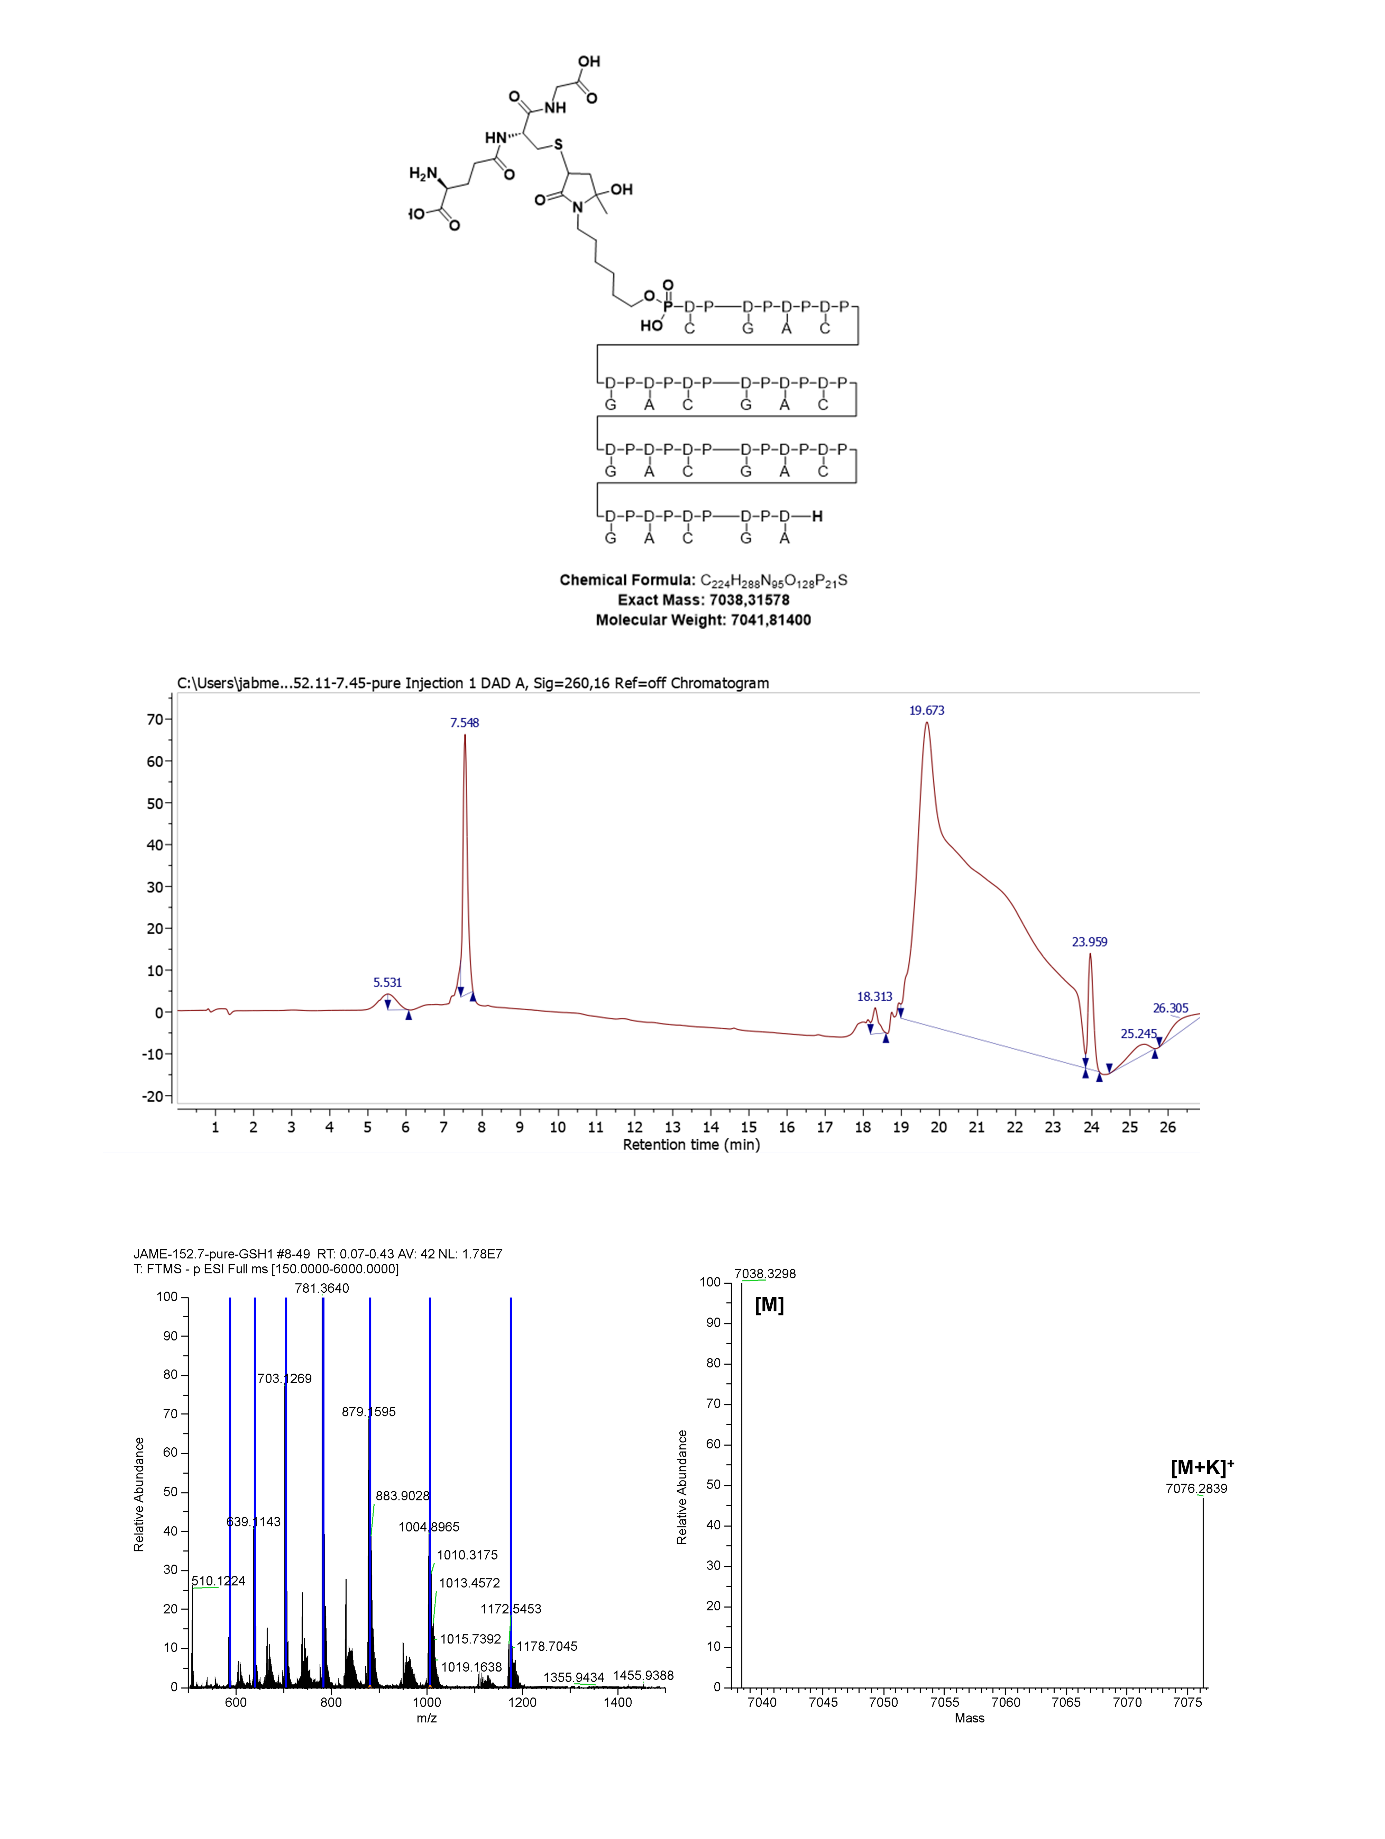 OH
O
NH
O
HN
S
H₂N
O
O
OH
N
HO
O
O
O
P-D-P D-P-D-P-D-P
HO
C G A C
D-P-D-P-D-P D-P-D-P-D-P
G A C G A C
D-P-D-P-D-P D-P-D-P-D-P
G A C G A C
D-P-D-P-D-P D-P-D-H
G A C G A
Chemical Formula: C₂₂₄H₂₈₈N₉₅O₁₂₈P₂₁S
Exact Mass: 7038,31578
Molecular Weight: 7041,81400
C:\Users\jabme...52.11-7.45-pure Injection 1 DAD A, Sig=260,16 Ref=off Chromatogram
70
60
50
40
30
20
10
0
-10
-20
5.531
7.548
18.313
19.673
23.959
25.245
26.305
1 2 3 4 5 6 7 8 9 10 11 12 13 14 15 16 17 18 19 20 21 22 23 24 25 26
Retention time (min)
JAME-152.7-pure-GSH1 #8-49 RT: 0.07-0.43 AV: 42 NL: 1.78E7
T: FTMS - p ESI Full ms [150.0000-6000.0000]
781.3640
703.1269
879.1595
883.9028
639.1143
1004.8965
1010.3175
510.1224
1013.4572
1172.5453
1015.7392
1178.7045
1019.1638
1355.9434
1455.9388
100
90
80
70
60
50
40
30
20
10
0
Relative Abundance
600 800 1000 1200 1400
m/z
7038.3298
[M]
[M+K]⁺
7076.2839
100
90
80
70
60
50
40
30
20
10
0
Relative Abundance
7040 7045 7050 7055 7060 7065 7070 7075
Mass